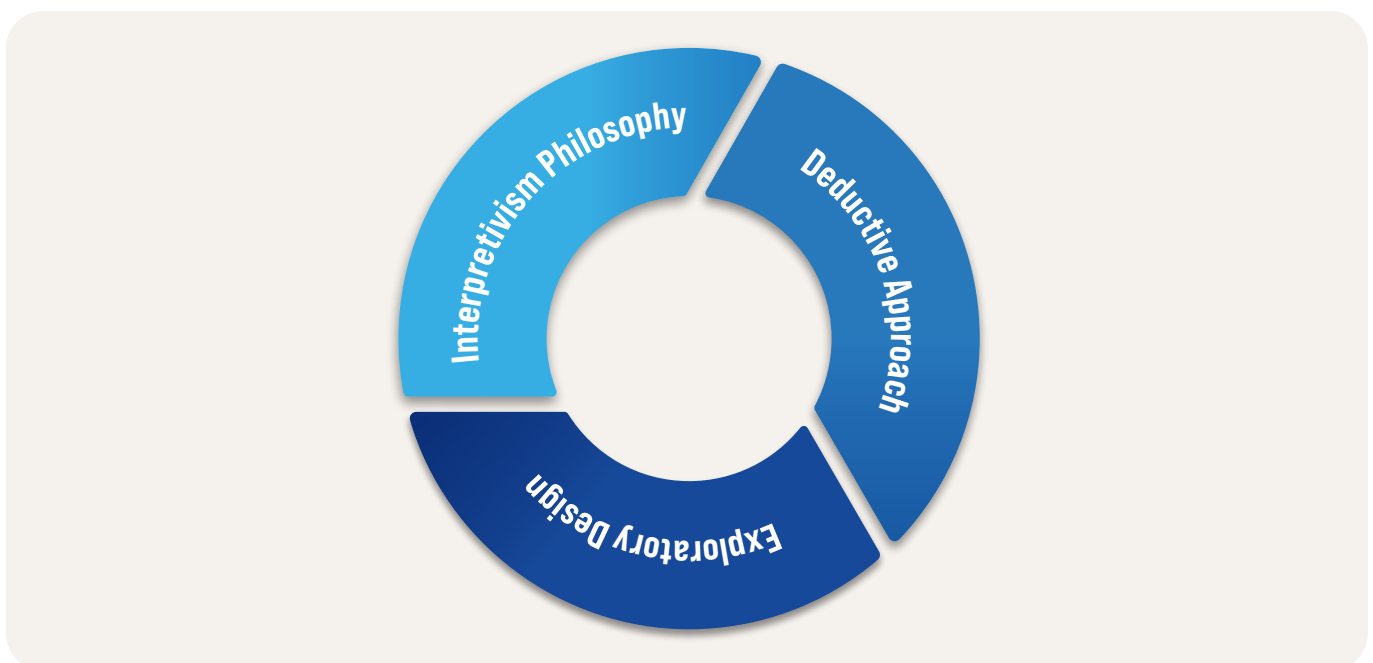 Interpretivism Philosophy
Deductive Approach
Exploratory Design